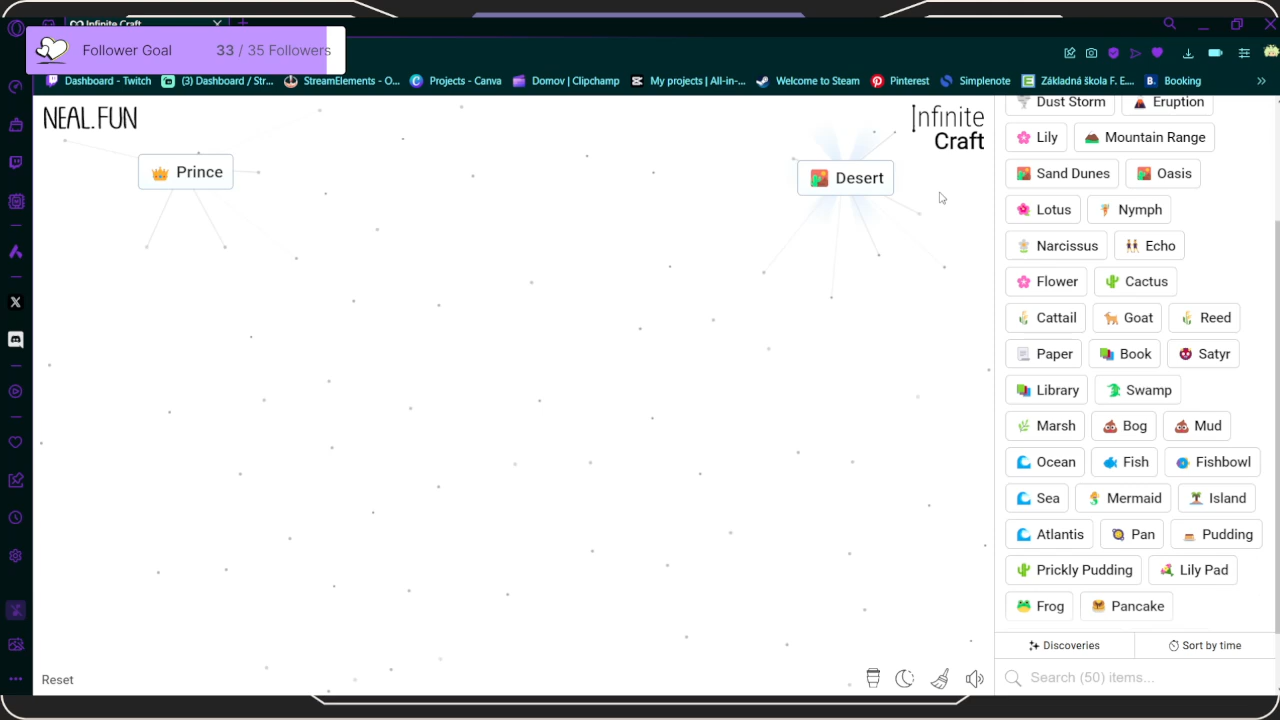 Infinite Craft
Follower Goal 33 / 35 Followers
Dashboard - Twitch
(3) Dashboard / Str...
StreamElements - O...
Projects - Canva
Domov | Clipchamp
My projects | All-in-...
Welcome to Steam
Pinterest
Simplenote
Základná škola F. E...
Booking
NEAL.FUN
Infinite
Craft
Prince
Desert
Dust Storm Eruption
Lily Mountain Range
Sand Dunes Oasis
Lotus Nymph
Narcissus Echo
Flower Cactus
Cattail Goat Reed
Paper Book Satyr
Library Swamp
Marsh Bog Mud
Ocean Fish Fishbowl
Sea Mermaid Island
Atlantis Pan Pudding
Prickly Pudding Lily Pad
Frog Pancake
Discoveries Sort by time
Reset
Search (50) items...